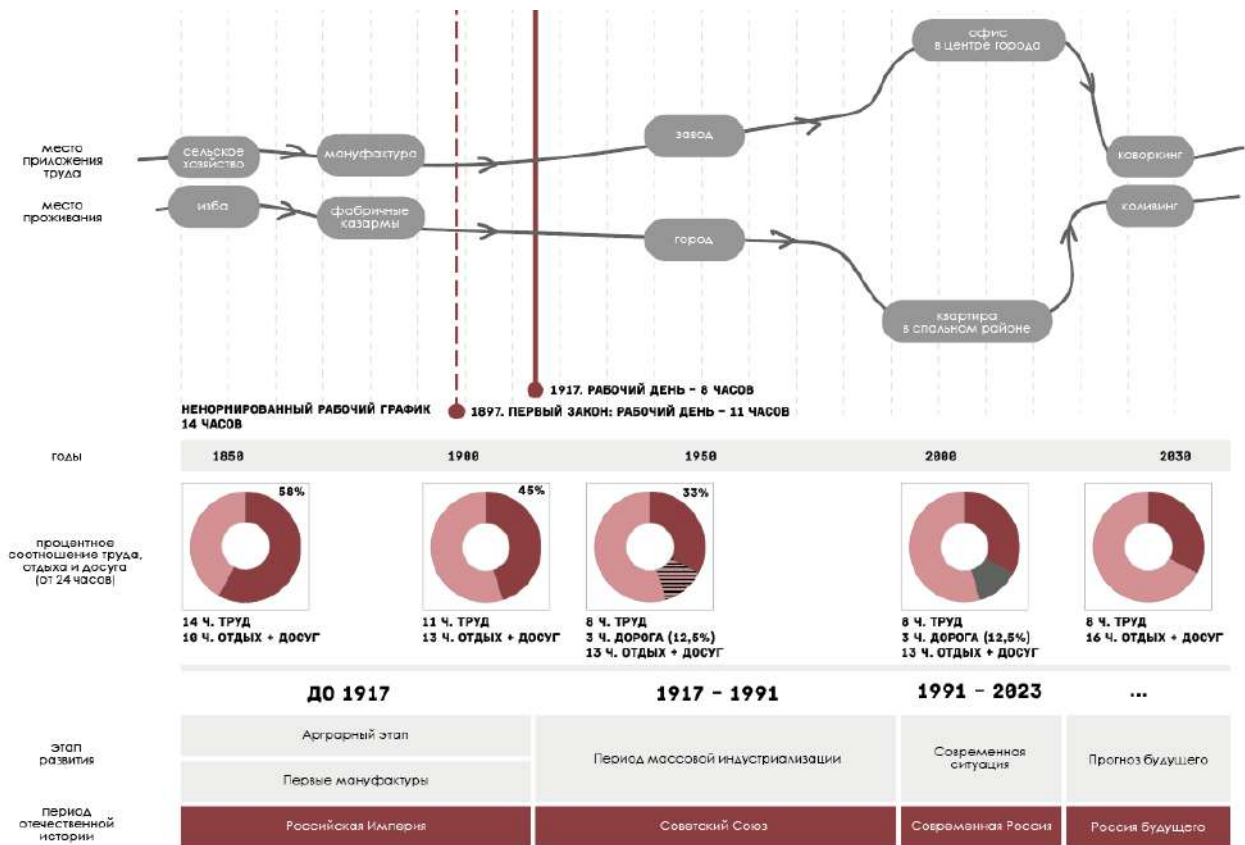 офис
в центре города
завод
место
приложения
труда
сельское
хозяйство
мануфактура
коворкинг
место
проживания
изба
фабричные
казармы
город
коливинг
квартира
в спальном районе
1917. РАБОЧИЙ ДЕНЬ – 8 ЧАСОВ
НЕНОРМИРОВАННЫЙ РАБОЧИЙ ГРАФИК
14 ЧАСОВ
1897. ПЕРВЫЙ ЗАКОН: РАБОЧИЙ ДЕНЬ – 11 ЧАСОВ
годы
1850
1900
1950
2000
2030
процентное
соотношение труда,
отдыха и досуга
(от 24 часов)
58%
45%
33%
14 Ч. ТРУД
10 Ч. ОТДЫХ + ДОСУГ
11 Ч. ТРУД
13 Ч. ОТДЫХ + ДОСУГ
8 Ч. ТРУД
3 Ч. ДОРОГА (12,5%)
13 Ч. ОТДЫХ + ДОСУГ
8 Ч. ТРУД
3 Ч. ДОРОГА (12,5%)
13 Ч. ОТДЫХ + ДОСУГ
8 Ч. ТРУД
16 Ч. ОТДЫХ + ДОСУГ
ДО 1917
1917 – 1991
1991 – 2023
...
этап
развития
Арграрный этап
Первые мануфактуры
Период массовой индустриализации
Современная
ситуация
Прогноз будущего
период
отечественной
истории
Российская Империя
Советский Союз
Современная Россия
Россия будущего